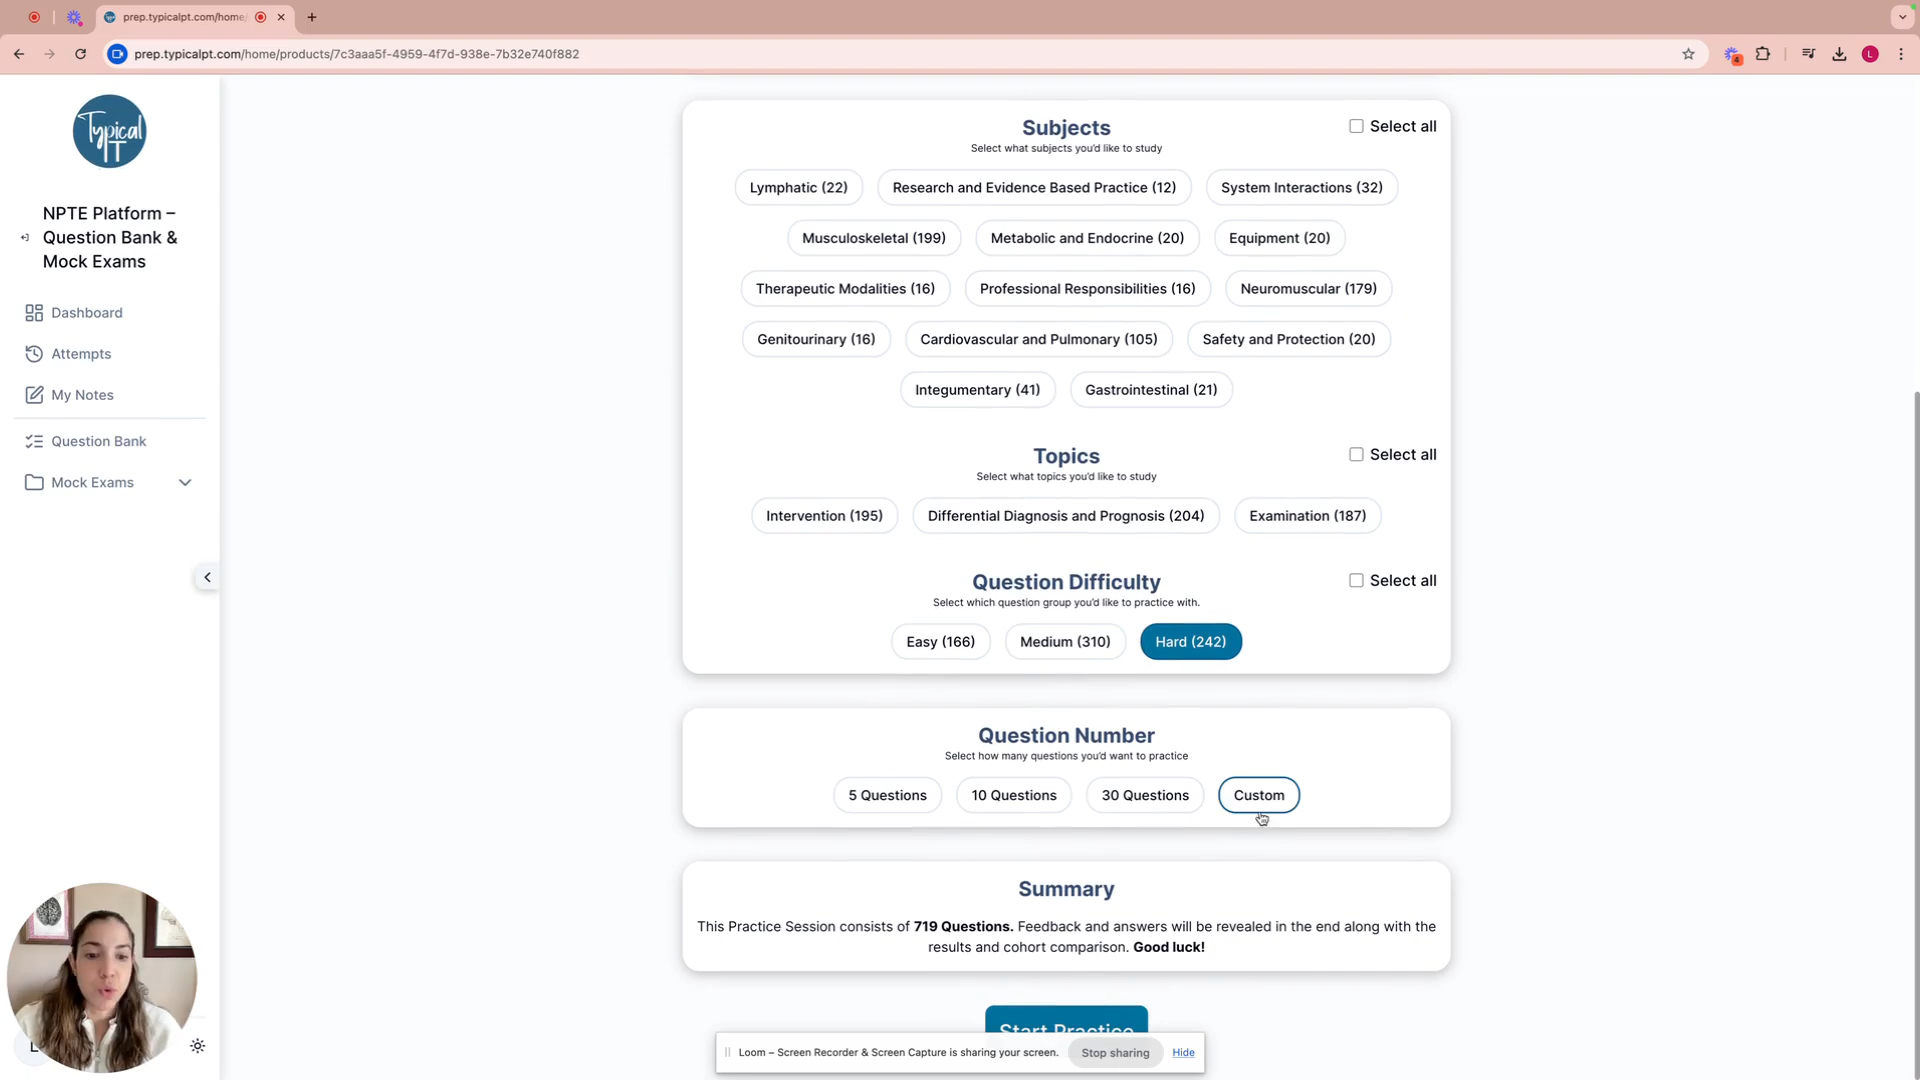 prep.typicalpt.com/home/
prep.typicalpt.com/home/products/7c3aaa5f-4959-4f7d-938e-7b32e740f882
4
L
Typical
PT
NPTE Platform –
Question Bank &
Mock Exams
Dashboard
Attempts
My Notes
Question Bank
Mock Exams
Subjects
Select all
Select what subjects you'd like to study
Lymphatic (22)
Research and Evidence Based Practice (12)
System Interactions (32)
Musculoskeletal (199)
Metabolic and Endocrine (20)
Equipment (20)
Therapeutic Modalities (16)
Professional Responsibilities (16)
Neuromuscular (179)
Genitourinary (16)
Cardiovascular and Pulmonary (105)
Safety and Protection (20)
Integumentary (41)
Gastrointestinal (21)
Topics
Select all
Select what topics you'd like to study
Intervention (195)
Differential Diagnosis and Prognosis (204)
Examination (187)
Question Difficulty
Select all
Select which question group you'd like to practice with.
Easy (166)
Medium (310)
Hard (242)
Question Number
Select how many questions you'd want to practice
5 Questions
10 Questions
30 Questions
Custom
Summary
This Practice Session consists of 719 Questions. Feedback and answers will be revealed in the end along with the
results and cohort comparison. Good luck!
Start Practice
Loom – Screen Recorder & Screen Capture is sharing your screen.
Stop sharing
Hide
L